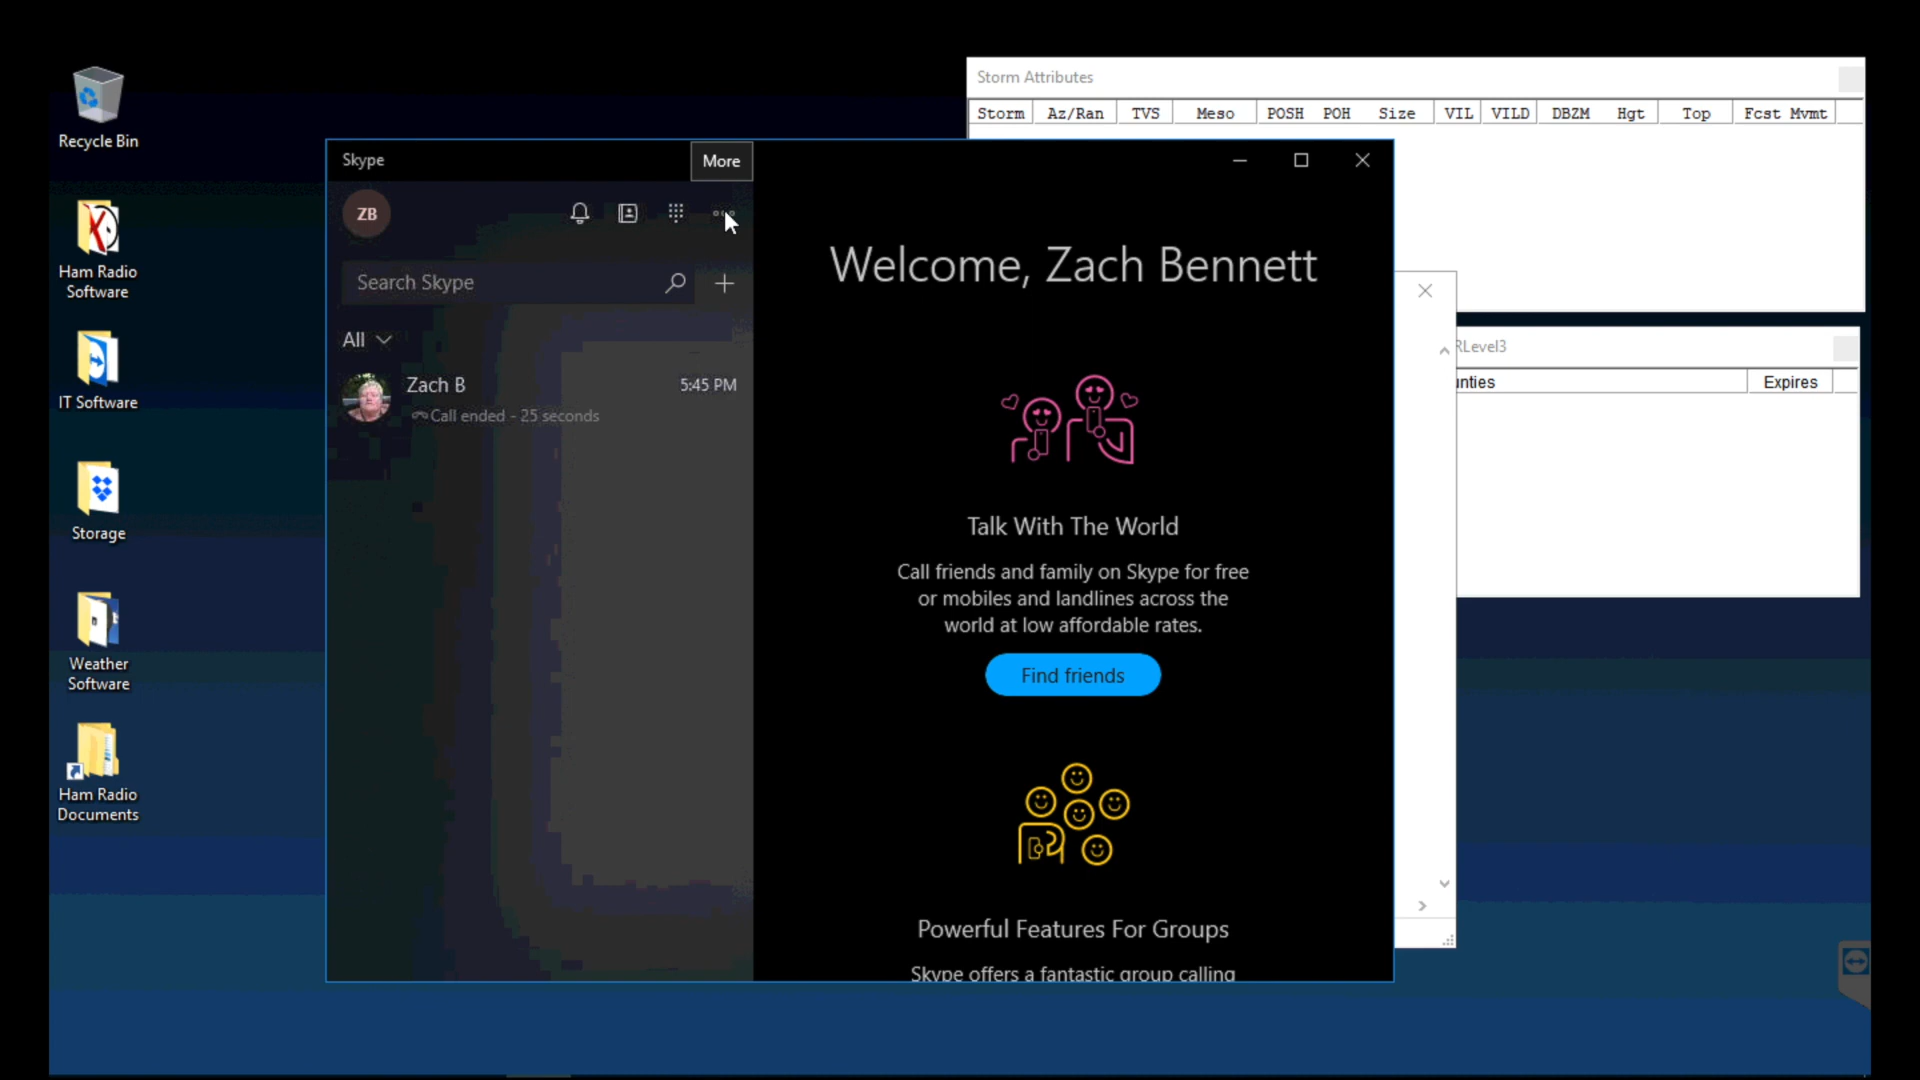 Recycle Bin
Ham Radio
Software
IT Software
Storage
Weather
Software
Ham Radio
Documents
Storm Attributes
Storm Az/Ran TVS Meso POSH POH Size VIL VILD DBZM Hgt Top Fcst Mvmt
RLevel3
unties Expires
Skype
More
ZB
Search Skype
All
Zach B 5:45 PM
Call ended - 25 seconds
Welcome, Zach Bennett
Talk With The World
Call friends and family on Skype for free
or mobiles and landlines across the
world at low affordable rates.
Find friends
Powerful Features For Groups
Skype offers a fantastic group calling